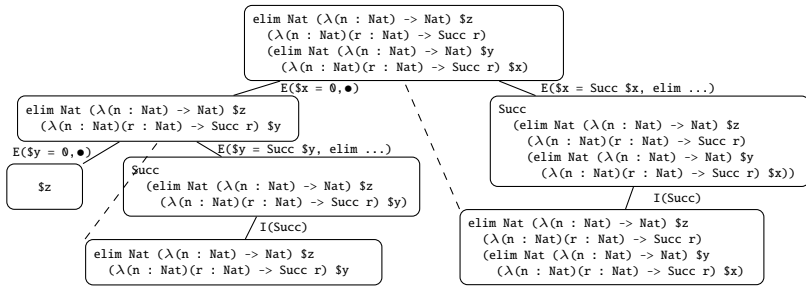 elim Nat (λ(n : Nat) -> Nat) $z
(λ(n : Nat)(r : Nat) -> Succ r)
(elim Nat (λ(n : Nat) -> Nat) $y
(λ(n : Nat)(r : Nat) -> Succ r) $x)
E($x = 0,●)
E($x = Succ $x, elim ...)
elim Nat (λ(n : Nat) -> Nat) $z
(λ(n : Nat)(r : Nat) -> Succ r) $y
Succ
(elim Nat (λ(n : Nat) -> Nat) $z
(λ(n : Nat)(r : Nat) -> Succ r)
(elim Nat (λ(n : Nat) -> Nat) $y
(λ(n : Nat)(r : Nat) -> Succ r) $x))
E($y = 0,●)
E($y = Succ $y, elim ...)
$z
Succ
(elim Nat (λ(n : Nat) -> Nat) $z
(λ(n : Nat)(r : Nat) -> Succ r) $y)
I(Succ)
I(Succ)
elim Nat (λ(n : Nat) -> Nat) $z
(λ(n : Nat)(r : Nat) -> Succ r) $y
elim Nat (λ(n : Nat) -> Nat) $z
(λ(n : Nat)(r : Nat) -> Succ r)
(elim Nat (λ(n : Nat) -> Nat) $y
(λ(n : Nat)(r : Nat) -> Succ r) $x)